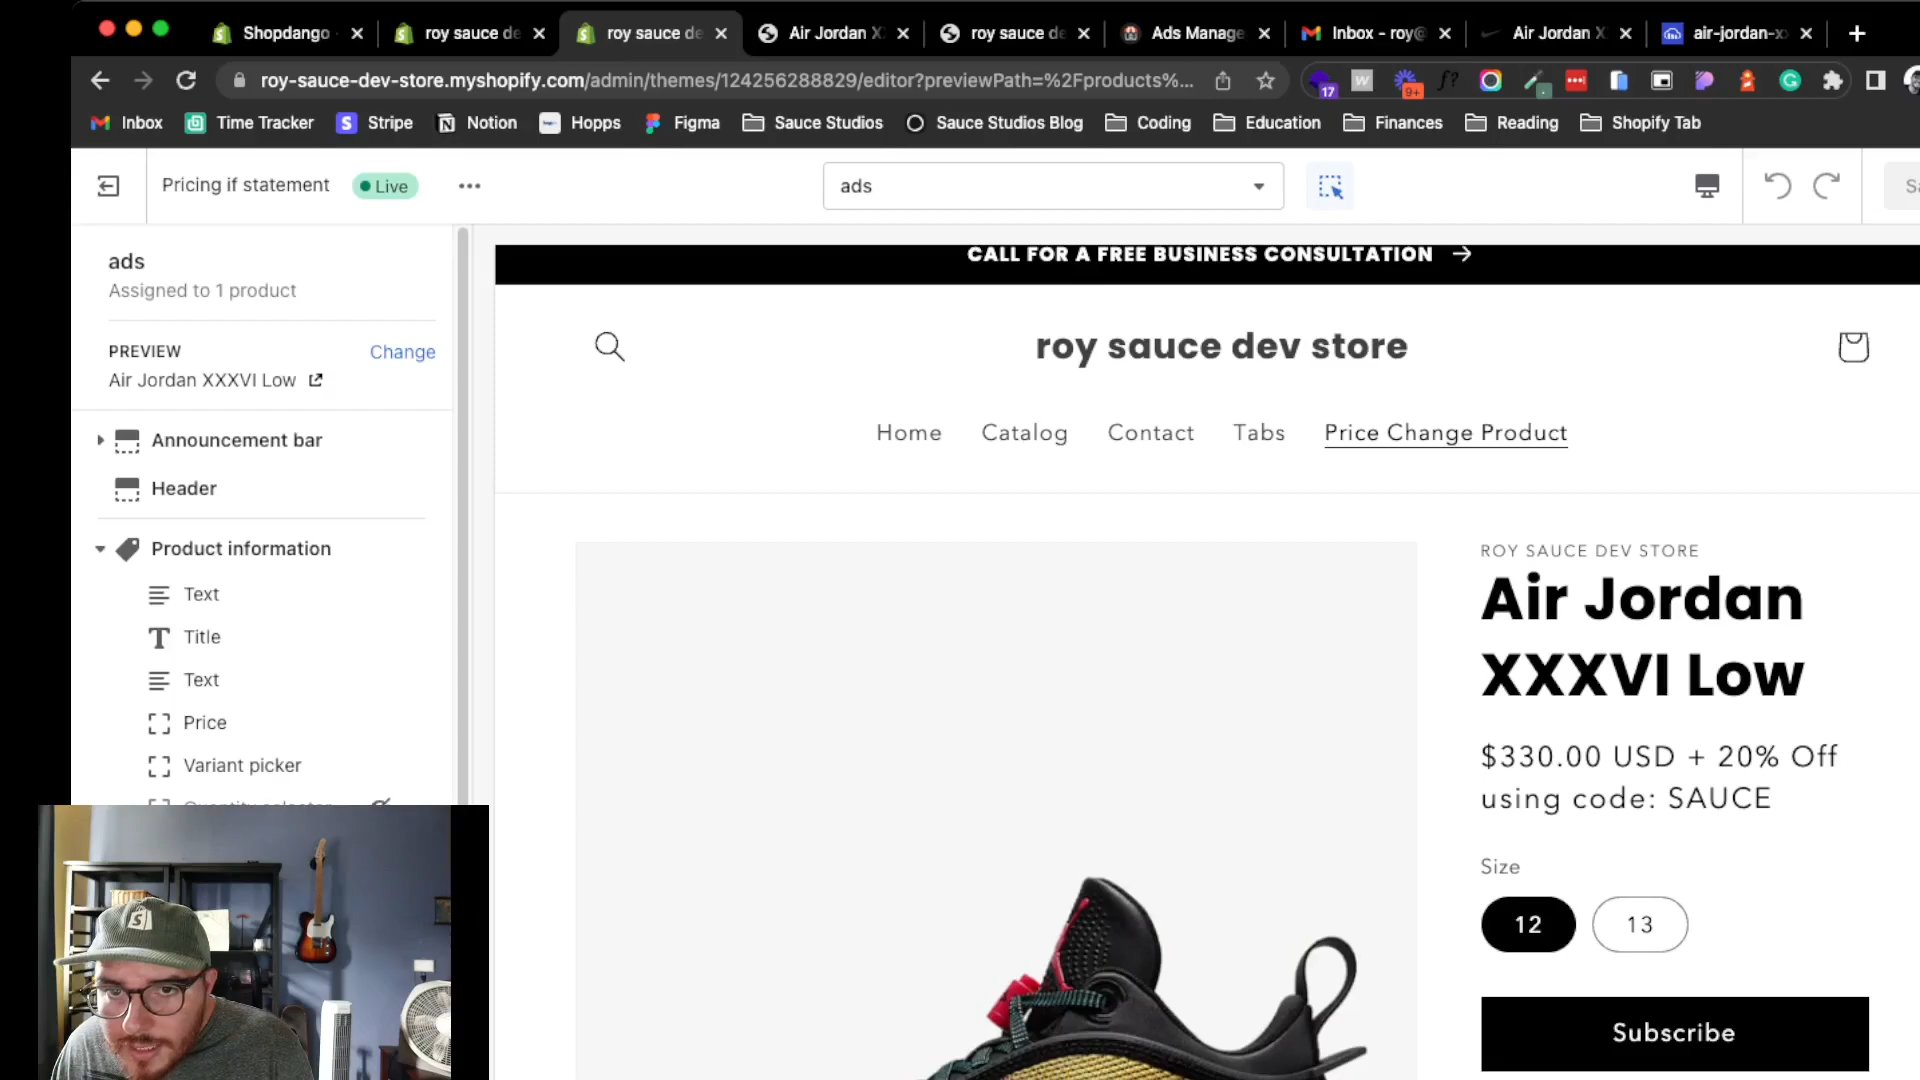 Shopdango
roy sauce de
roy sauce de
Air Jordan X
roy sauce de
Ads Manage
Inbox - roy@
Air Jordan X
air-jordan-xx
roy-sauce-dev-store.myshopify.com/admin/themes/124256288829/editor?previewPath=%2Fproducts%...
17
9+
Inbox
Time Tracker
Stripe
Notion
Hopps
Figma
Sauce Studios
Sauce Studios Blog
Coding
Education
Finances
Reading
Shopify Tab
Pricing if statement
Live
ads
Sa
ads
Assigned to 1 product
PREVIEW
Change
Air Jordan XXXVI Low
Announcement bar
Header
Product information
Text
Title
Text
Price
Variant picker
CALL FOR A FREE BUSINESS CONSULTATION →
roy sauce dev store
Home
Catalog
Contact
Tabs
Price Change Product
ROY SAUCE DEV STORE
Air Jordan
XXXVI Low
$330.00 USD + 20% Off
using code: SAUCE
Size
12
13
Subscribe